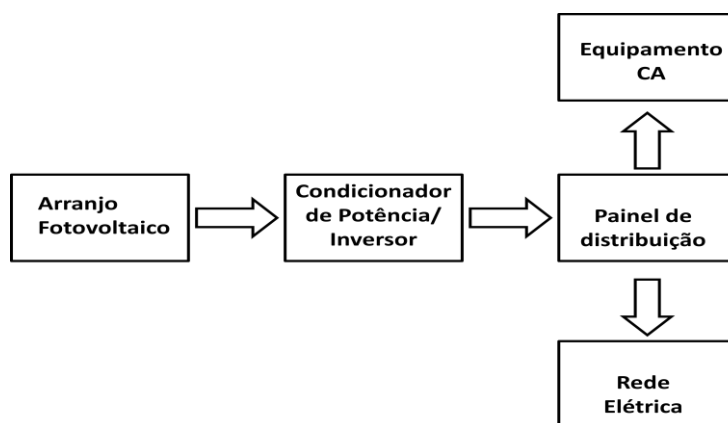 Equipamento
CA
Arranjo
Fotovoltaico
Condicionador
de Potência/
Inversor
Painel de
distribuição
Rede
Elétrica